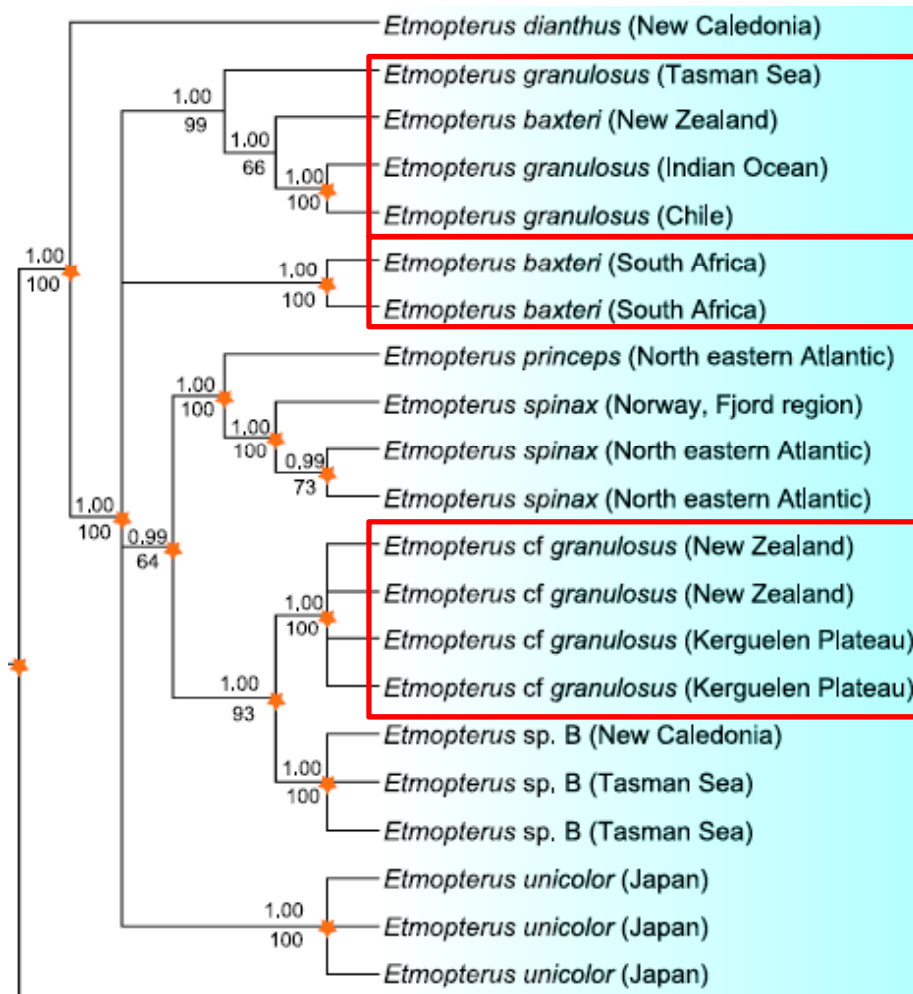 Etmopterus dianthus (New Caledonia)
1.00 Etmopterus granulosus (Tasman Sea)
99
1.00 Etmopterus baxteri (New Zealand)
66
1.00 Etmopterus granulosus (Indian Ocean)
100
Etmopterus granulosus (Chile)
1.00
100
1.00 Etmopterus baxteri (South Africa)
100
Etmopterus baxteri (South Africa)
Etmopterus princeps (North eastern Atlantic)
1.00
100
Etmopterus spinax (Norway, Fjord region)
1.00
100
0.99 Etmopterus spinax (North eastern Atlantic)
73
Etmopterus spinax (North eastern Atlantic)
1.00
100
0.99
64
Etmopterus cf granulosus (New Zealand)
Etmopterus cf granulosus (New Zealand)
1.00
100
Etmopterus cf granulosus (Kerguelen Plateau)
Etmopterus cf granulosus (Kerguelen Plateau)
1.00
93
Etmopterus sp. B (New Caledonia)
1.00
100
Etmopterus sp. B (Tasman Sea)
Etmopterus sp. B (Tasman Sea)
Etmopterus unicolor (Japan)
1.00
100
Etmopterus unicolor (Japan)
Etmopterus unicolor (Japan)